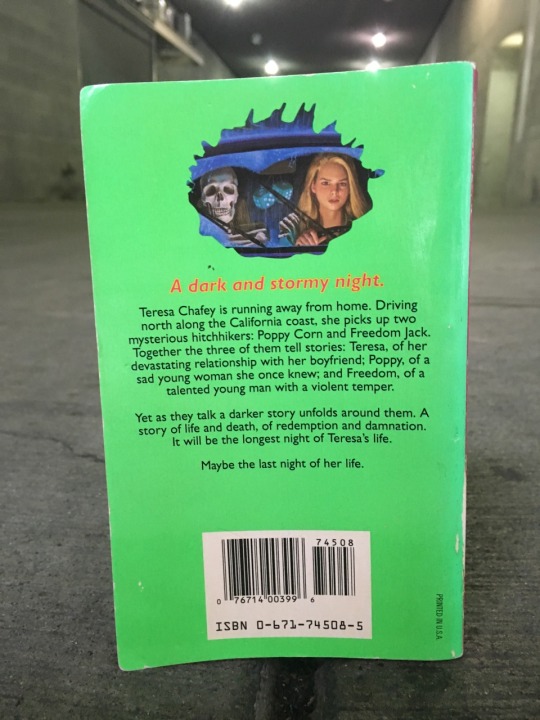 A dark and stormy night.
Teresa Chafey is running away from home. Driving
north along the California coast, she picks up two
mysterious hitchhikers: Poppy Corn and Freedom Jack.
Together the three of them tell stories: Teresa, of her
devastating relationship with her boyfriend; Poppy, of a
sad young woman she once knew; and Freedom, of a
talented young man with a violent temper.
Yet as they talk a darker story unfolds around them. A
story of life and death, of redemption and damnation.
It will be the longest night of Teresa's life.
Maybe the last night of her life.
74508
0 76714 00399 6
ISBN 0-671-74508-5
PRINTED IN U.S.A.